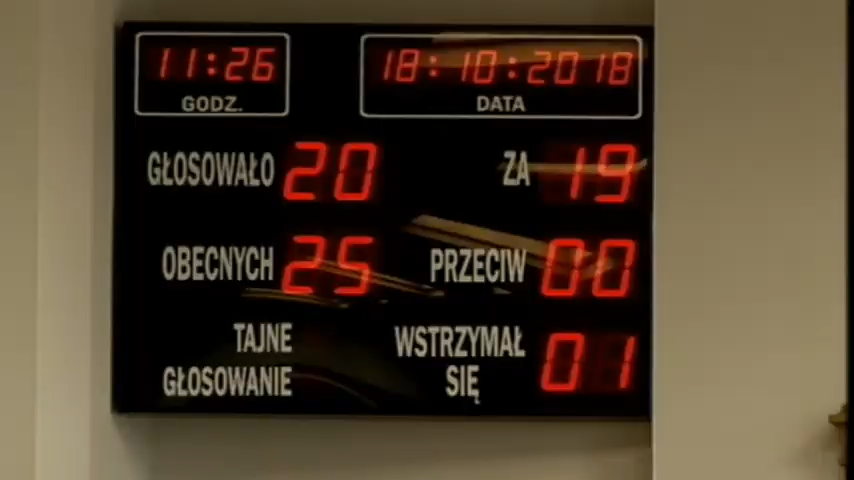 11:26 18:10:2018
GODZ. DATA
GŁOSOWAŁO 20 ZA 19
OBECNYCH 25 PRZECIW 00
TAJNE WSTRZYMAŁ 01
GŁOSOWANIE SIĘ